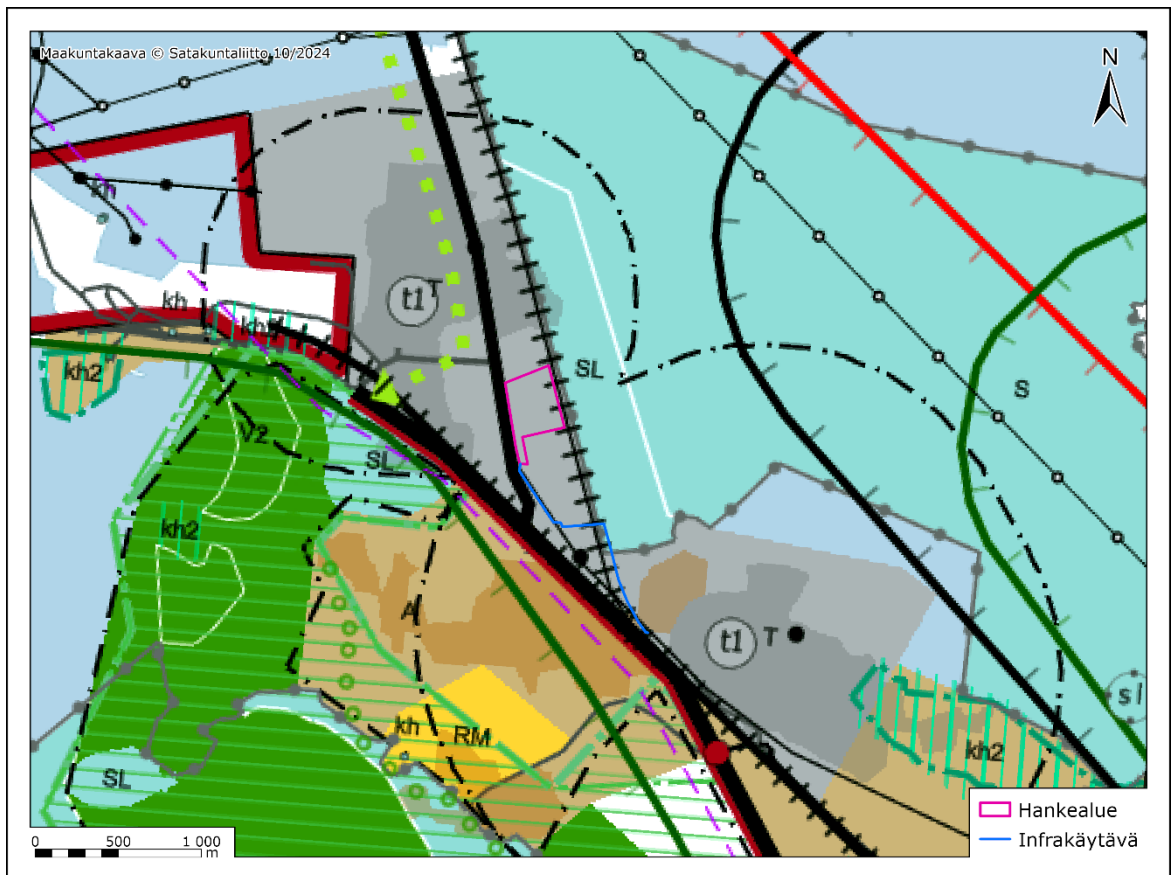 Maakuntakaava © Satakuntaliitto 10/2024
N
kh
t1 T
kh
kh2
SL
S
V2
SL
kh2
A
t1 T
sl
kh
RM
kh2
SL
Hankealue
Infrakäytävä
0 500 1 000
m